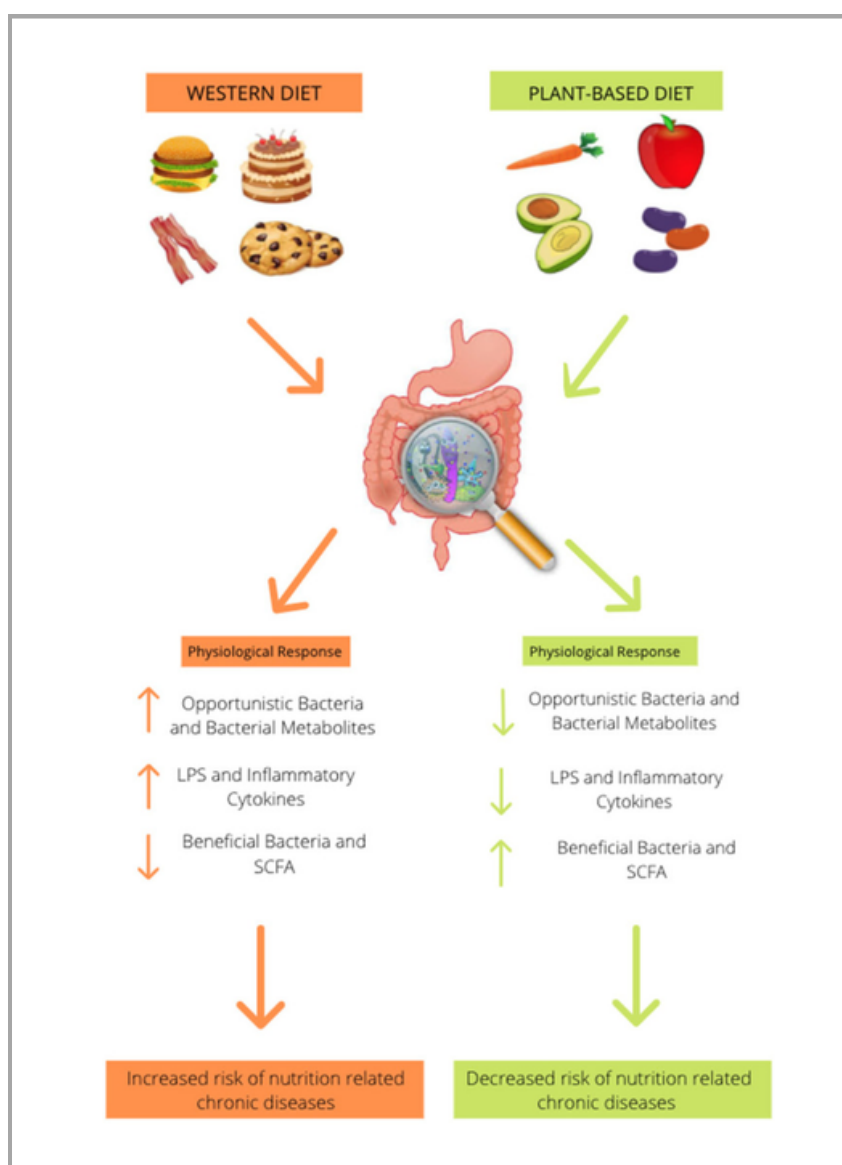 WESTERN DIET
PLANT-BASED DIET
Physiological Response
Opportunistic Bacteria
and Bacterial Metabolites
LPS and Inflammatory
Cytokines
Beneficial Bacteria and
SCFA
Increased risk of nutrition related
chronic diseases
Physiological Response
Opportunistic Bacteria and
Bacterial Metabolites
LPS and Inflammatory
Cytokines
Beneficial Bacteria and
SCFA
Decreased risk of nutrition related
chronic diseases